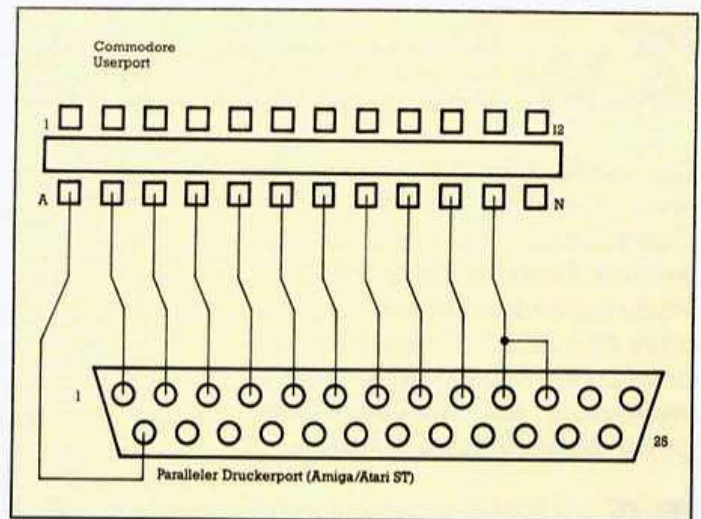 Commodore
Userport
1
12
A
N
1
25
Paralleler Druckerport (Amiga/Atari ST)